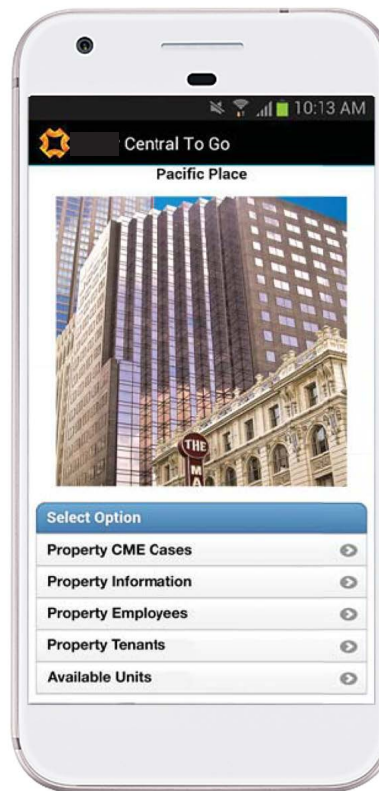 10:13 AM
Central To Go
Pacific Place
THE
MA
Select Option
Property CME Cases
Property Information
Property Employees
Property Tenants
Available Units